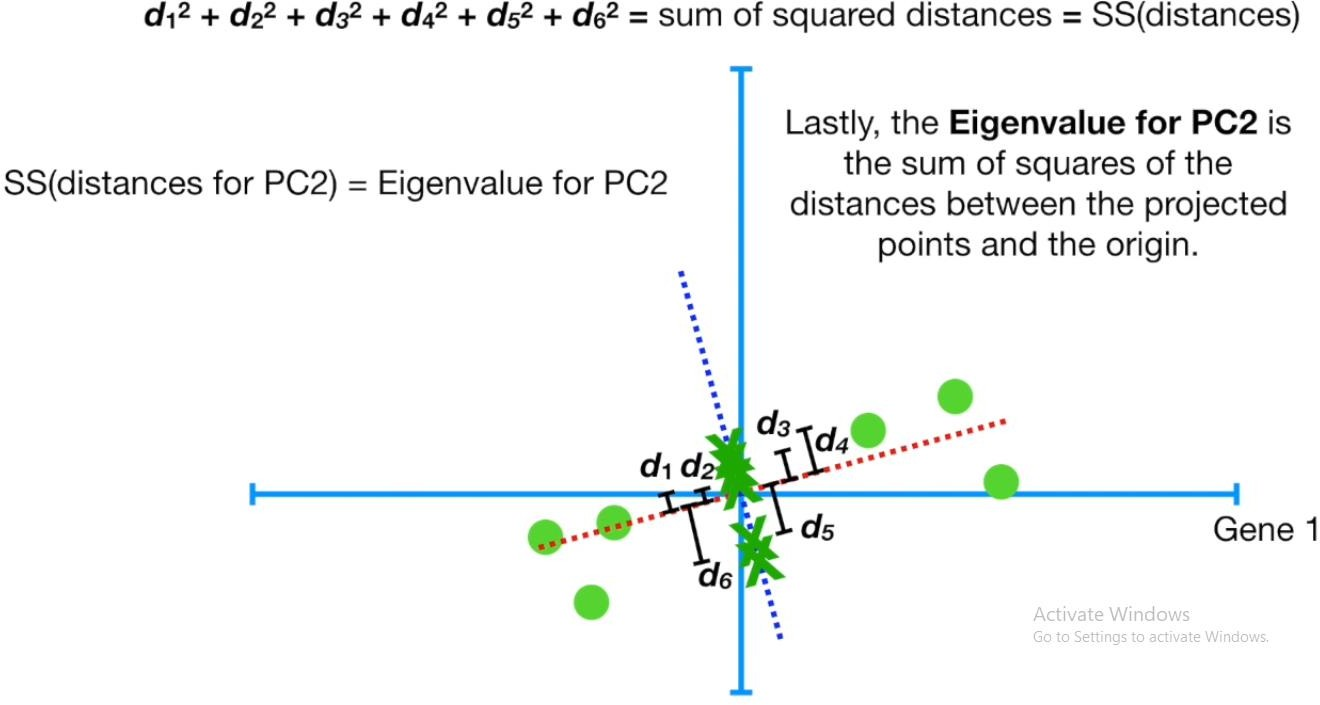 d₁² + d₂² + d₃² + d₄² + d₅² + d₆² = sum of squared distances = SS(distances)
Lastly, the Eigenvalue for PC2 is
the sum of squares of the
distances between the projected
points and the origin.
SS(distances for PC2) = Eigenvalue for PC2
d₃
d₄
d₁ d₂
d₅
Gene 1
d₆
Activate Windows
Go to Settings to activate Windows.